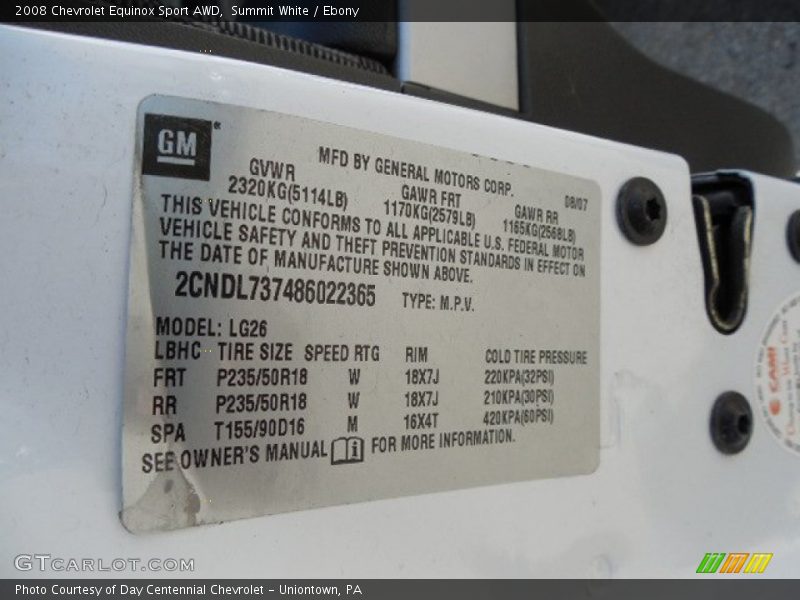 2008 Chevrolet Equinox Sport AWD, Summit White / Ebony
GM
MFD BY GENERAL MOTORS CORP. 08/07
GVWR GAWR FRT GAWR RR
2320KG(5114LB) 1170KG(2579LB) 1165KG(2568LB)
THIS VEHICLE CONFORMS TO ALL APPLICABLE U.S. FEDERAL MOTOR
VEHICLE SAFETY AND THEFT PREVENTION STANDARDS IN EFFECT ON
THE DATE OF MANUFACTURE SHOWN ABOVE.
2CNDL737486022365 TYPE: M.P.V.
MODEL: LG26
LBHC TIRE SIZE SPEED RTG RIM COLD TIRE PRESSURE
FRT P235/50R18 W 18X7J 220KPA(32PSI)
RR P235/50R18 W 18X7J 210KPA(30PSI)
SPA T155/90D16 M 16X4T 420KPA(60PSI)
SEE OWNER'S MANUAL i FOR MORE INFORMATION.
CAMI
GTCARLOT.COM
Photo Courtesy of Day Centennial Chevrolet - Uniontown, PA